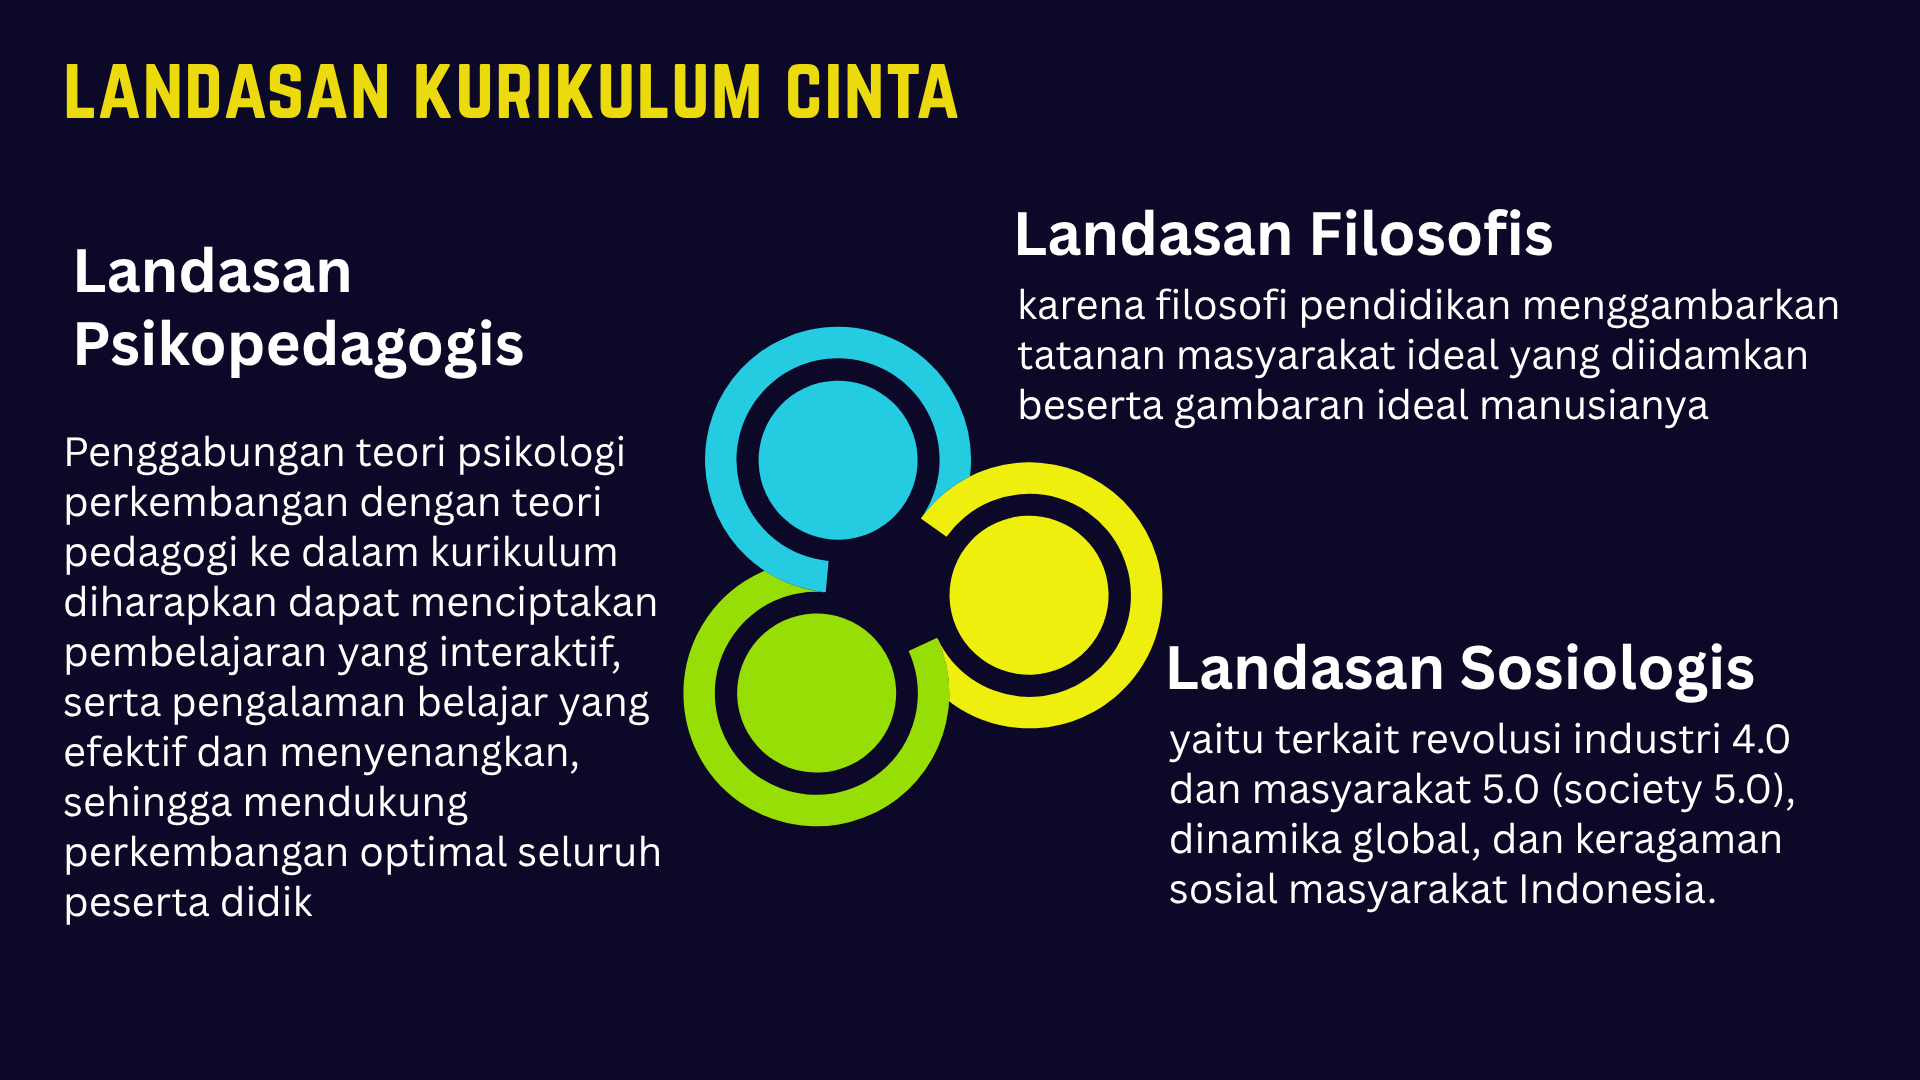 LANDASAN KURIKULUM CINTA
Landasan
Psikopedagogis
Penggabungan teori psikologi
perkembangan dengan teori
pedagogi ke dalam kurikulum
diharapkan dapat menciptakan
pembelajaran yang interaktif,
serta pengalaman belajar yang
efektif dan menyenangkan,
sehingga mendukung
perkembangan optimal seluruh
peserta didik
Landasan Filosofis
karena filosofi pendidikan menggambarkan
tatanan masyarakat ideal yang diidamkan
beserta gambaran ideal manusianya
Landasan Sosiologis
yaitu terkait revolusi industri 4.0
dan masyarakat 5.0 (society 5.0),
dinamika global, dan keragaman
sosial masyarakat Indonesia.